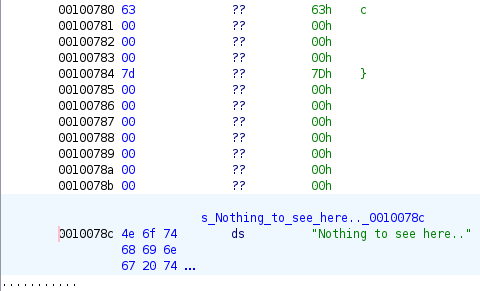 00100780 63 ?? 63h c
00100781 00 ?? 00h
00100782 00 ?? 00h
00100783 00 ?? 00h
00100784 7d ?? 7Dh }
00100785 00 ?? 00h
00100786 00 ?? 00h
00100787 00 ?? 00h
00100788 00 ?? 00h
00100789 00 ?? 00h
0010078a 00 ?? 00h
0010078b 00 ?? 00h
s_Nothing_to_see_here.._0010078c
0010078c 4e 6f 74 ds "Nothing to see here.."
68 69 6e
67 20 74 ...